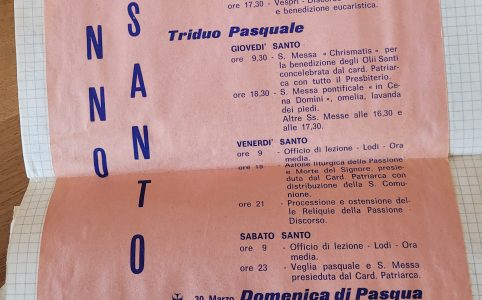 ANNO SANTO
ore 17,30 - Vespri - Discorso
e benedizione eucaristica.
Triduo Pasquale
GIOVEDI' SANTO
ore 9,30 - S. Messa « Chrismatis » per
la benedizione degli Olii Santi
concelebrata dal card. Patriar-
ca con tutto il Presbiterio.
ore 18,30 - S. Messa pontificale « in Ce-
na Domini », omelia, lavanda
dei piedi.
Altre Ss. Messe alle 16,30 e
alle 17,30.
VENERDI' SANTO
ore 9 - Officio di lezione - Lodi - Ora
media.
ore 18 - Azione liturgica della Passione
e Morte del Signore, presie-
duta dal Card. Patriarca con
distribuzione della S. Comu-
nione.
ore 21 - Processione e ostensione del-
le Reliquie della Passione -
Discorso.
SABATO SANTO
ore 9 - Officio di lezione - Lodi - Ora
media.
ore 23 - Veglia pasquale e S. Messa
presieduta dal Card. Patriarca.
30 Marzo Domenica di Pasqua